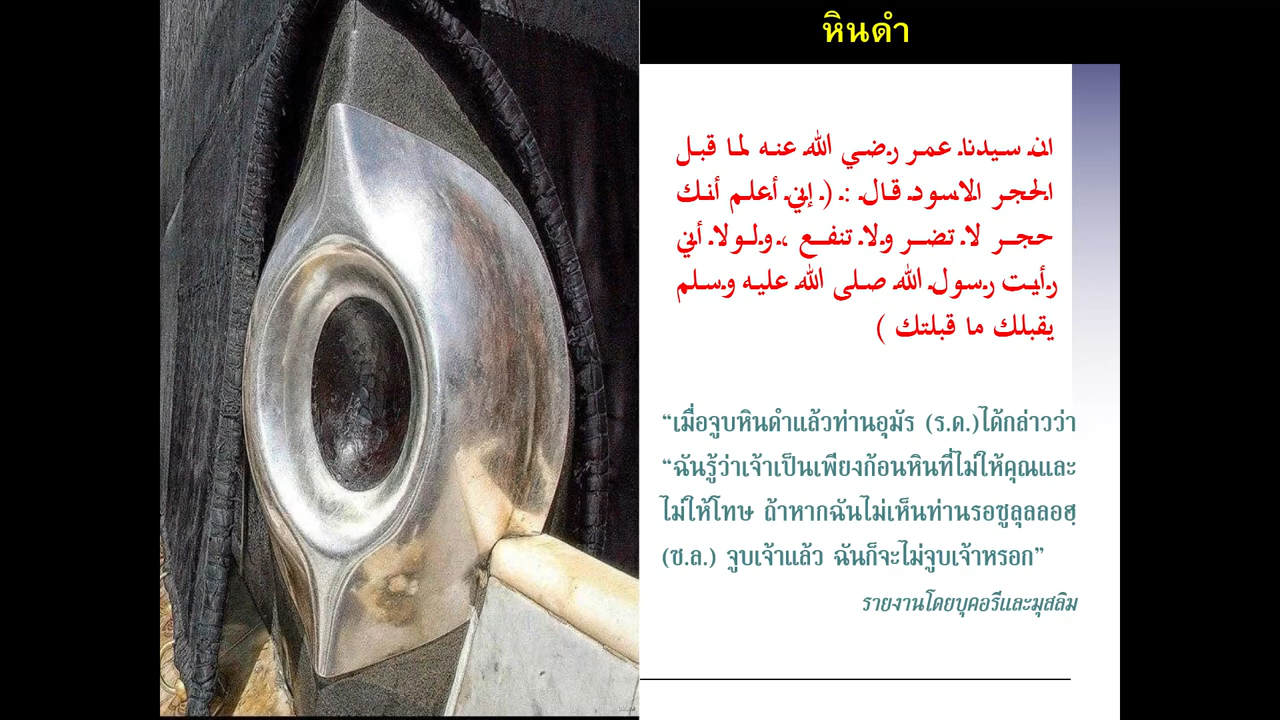 หินดำ
ان سيدنا عمر رضي الله عنه لما قبل
الحجر الاسود قال : ( إني أعلم أنك
حجر لا تضر ولا تنفع ، ولولا أني
رأيت رسول الله صلى الله عليه وسلم
يقبلك ما قبلتك )
“เมื่อจูบหินดำแล้วท่านอุมัร (ร.ด.)ได้กล่าวว่า
“ฉันรู้ว่าเจ้าเป็นเพียงก้อนหินที่ไม่ให้คุณและ
ไม่ให้โทษ ถ้าหากฉันไม่เห็นท่านรอซูลุลลอฮฺ
(ซ.ล.) จูบเจ้าแล้ว ฉันก็จะไม่จูบเจ้าหรอก”
รายงานโดยบุคอรีและมุสลิม